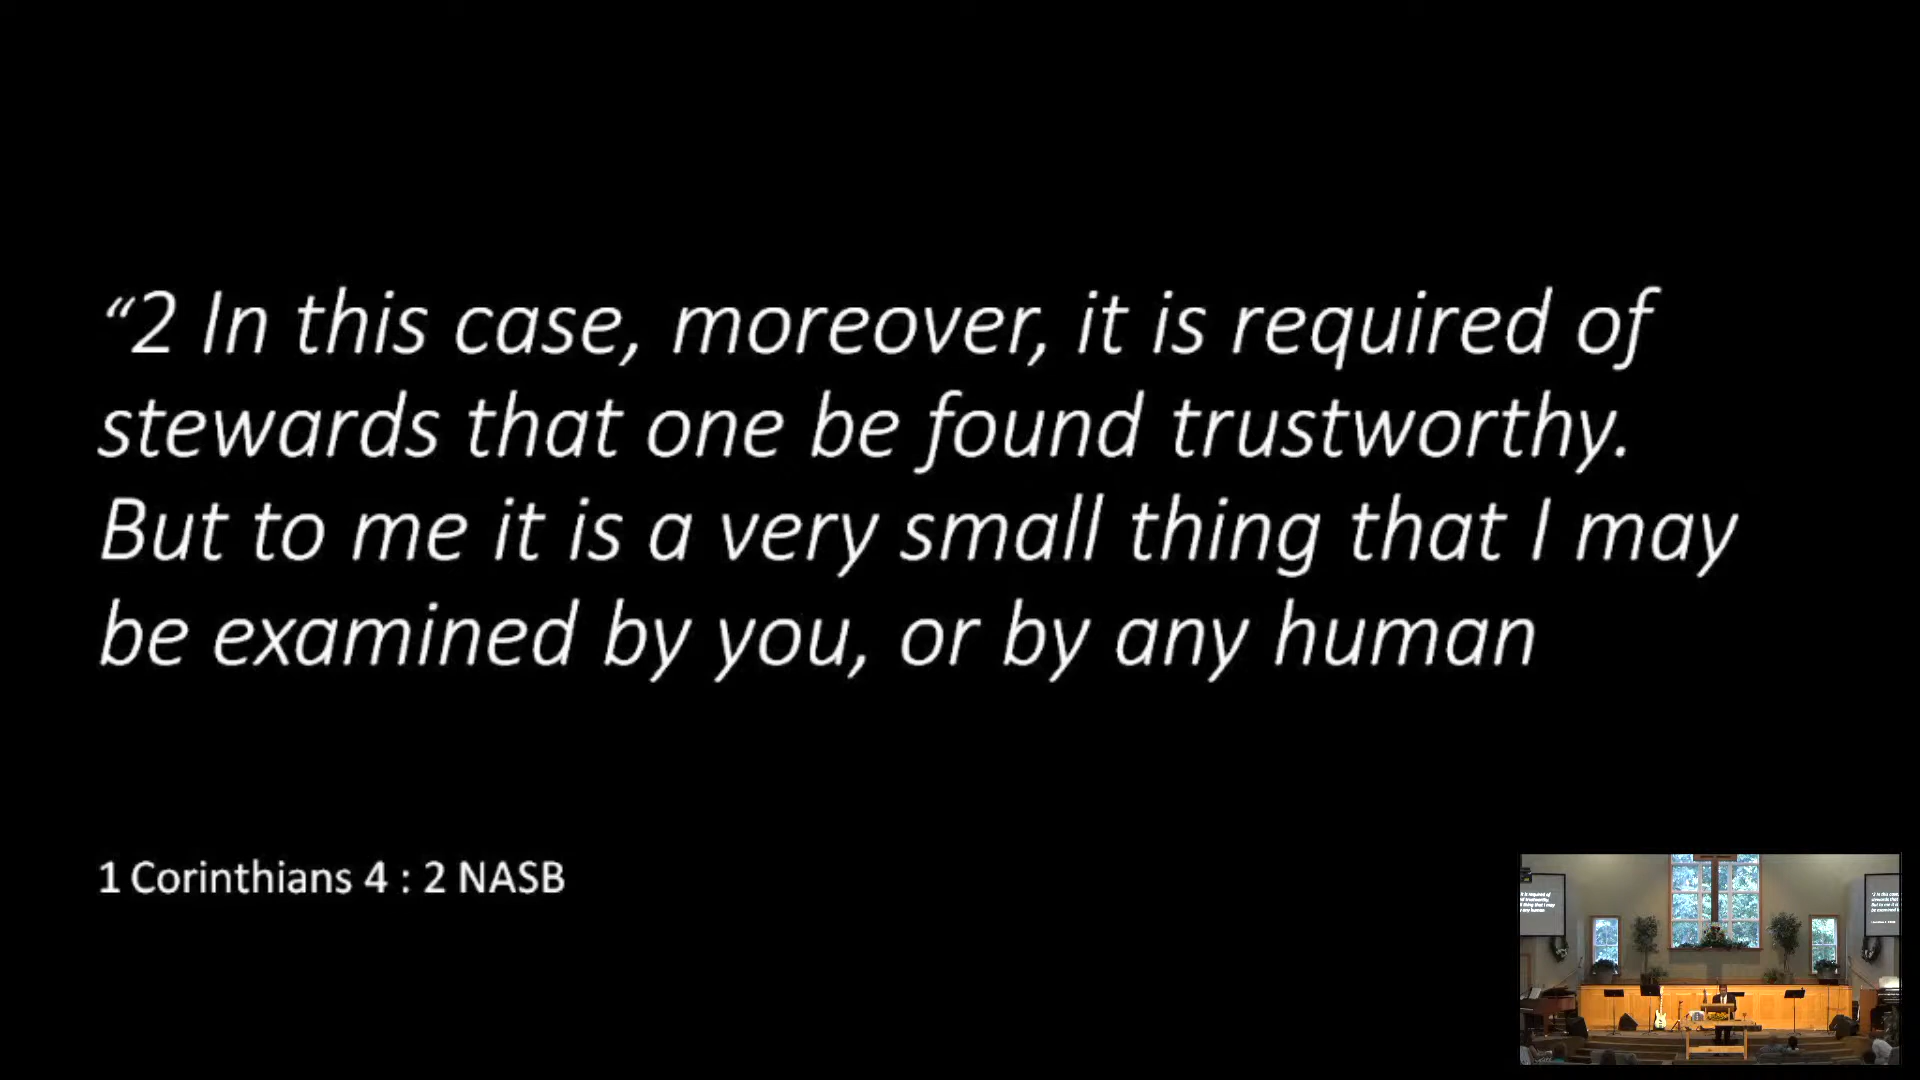 “2 In this case, moreover, it is required of
stewards that one be found trustworthy.
But to me it is a very small thing that I may
be examined by you, or by any human
1 Corinthians 4 : 2 NASB